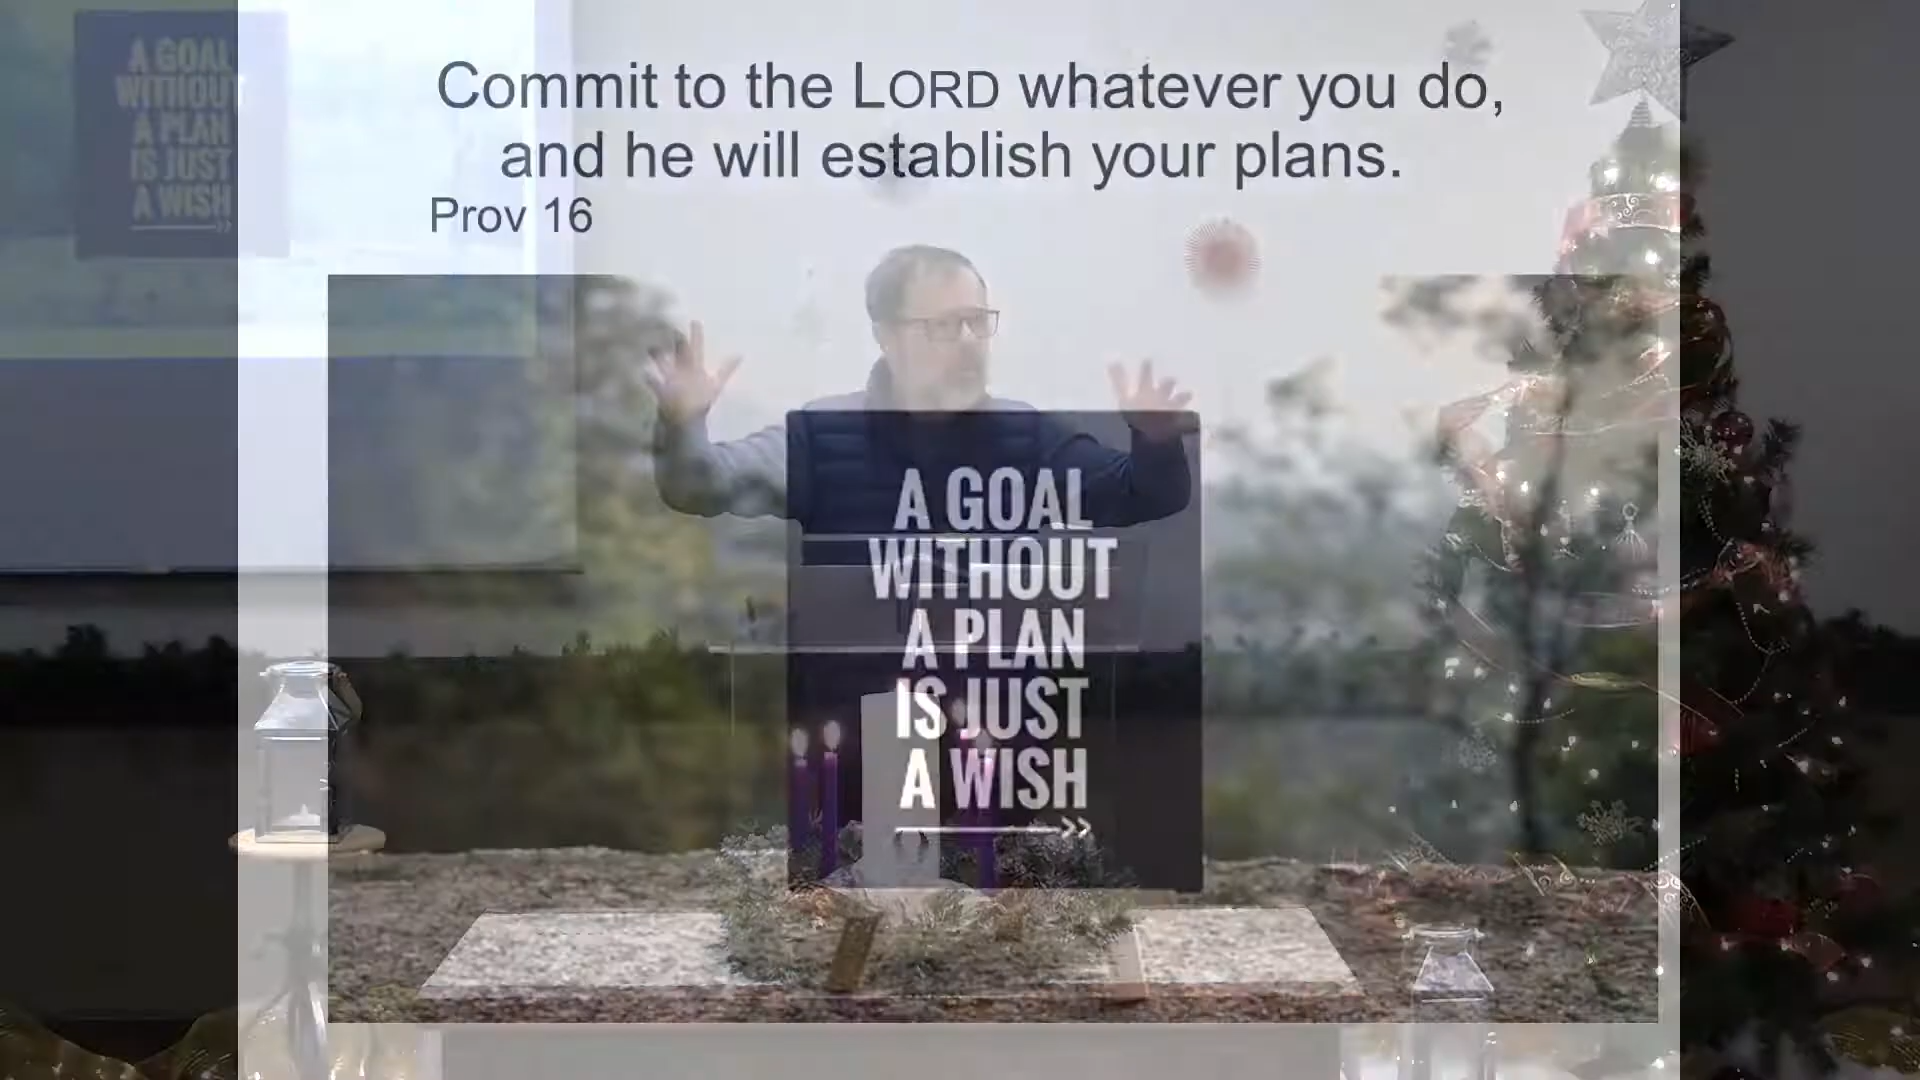 Commit to the LORD whatever you do,
and he will establish your plans.
Prov 16
A GOAL
WITHOUT
A PLAN
IS JUST
A WISH
A GOAL
WITHOUT
A PLAN
IS JUST
A WISH